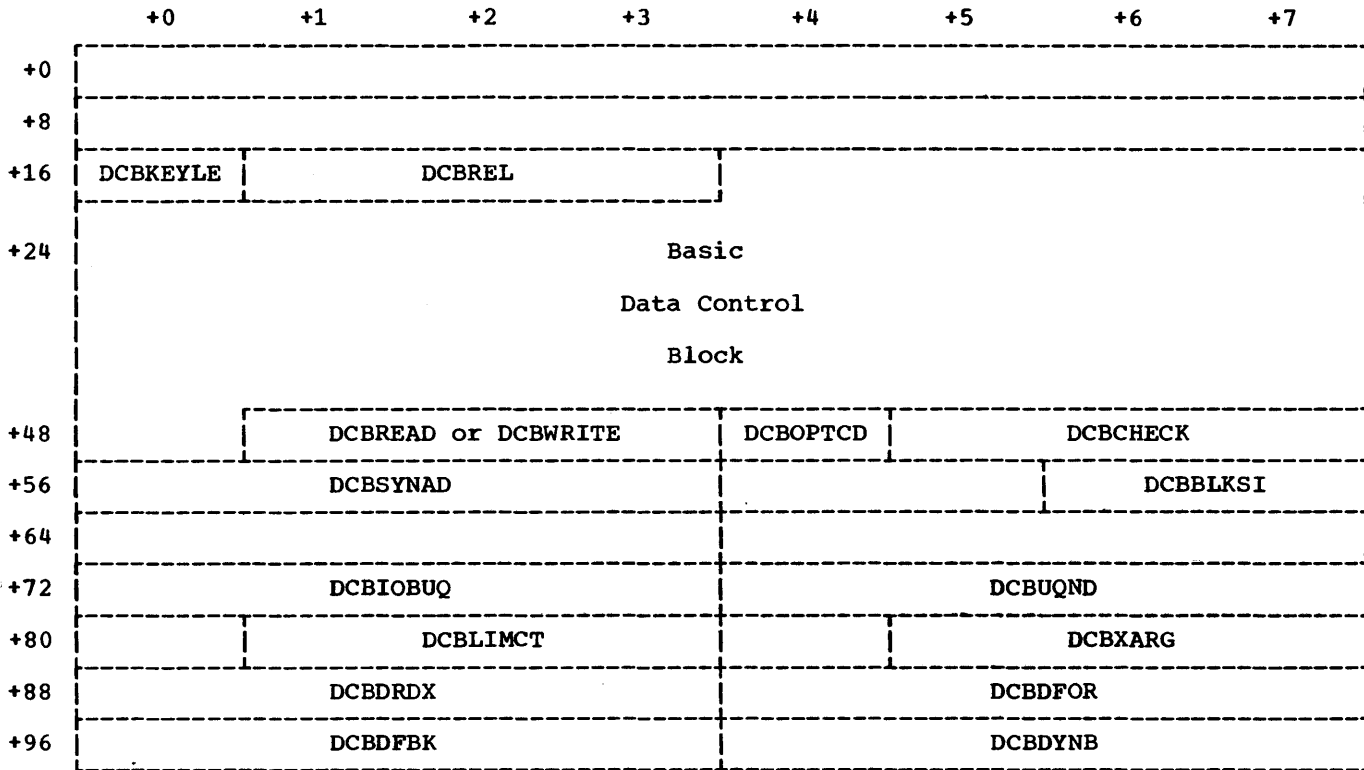 +0 +1 +2 +3 +4 +5 +6 +7
+0
+8
+16 DCBKEYLE DCBREL
+24 Basic
Data Control
Block
+48 DCBREAD or DCBWRITE DCBOPTCD DCBCHECK
+56 DCBSYNAD DCBBLKSI
+64
+72 DCBIOBUQ DCBUQND
+80 DCBLIMCT DCBXARG
+88 DCBDRDX DCBDFOR
+96 DCBDFBK DCBDYNB